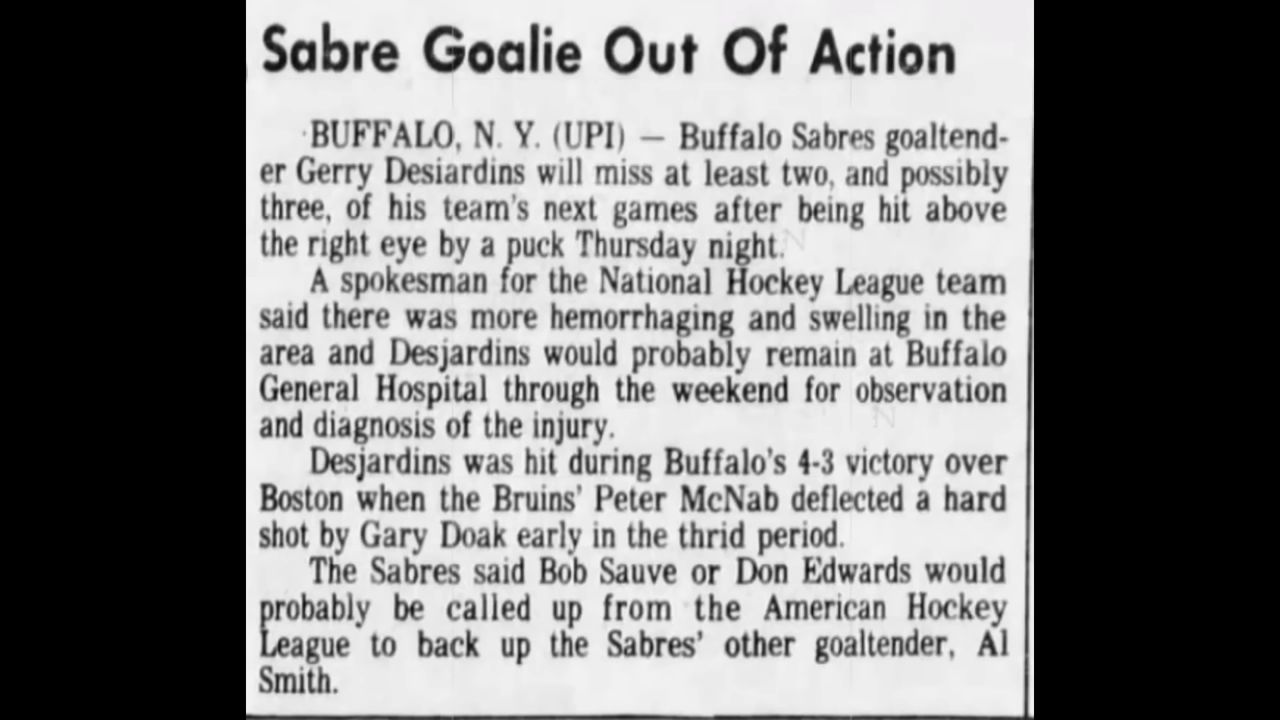 Sabre Goalie Out Of Action
BUFFALO, N. Y. (UPI) — Buffalo Sabres goaltend-
er Gerry Desiardins will miss at least two, and possibly
three, of his team's next games after being hit above
the right eye by a puck Thursday night.
A spokesman for the National Hockey League team
said there was more hemorrhaging and swelling in the
area and Desjardins would probably remain at Buffalo
General Hospital through the weekend for observation
and diagnosis of the injury.
Desjardins was hit during Buffalo's 4-3 victory over
Boston when the Bruins' Peter McNab deflected a hard
shot by Gary Doak early in the thrid period.
The Sabres said Bob Sauve or Don Edwards would
probably be called up from the American Hockey
League to back up the Sabres' other goaltender, Al
Smith.